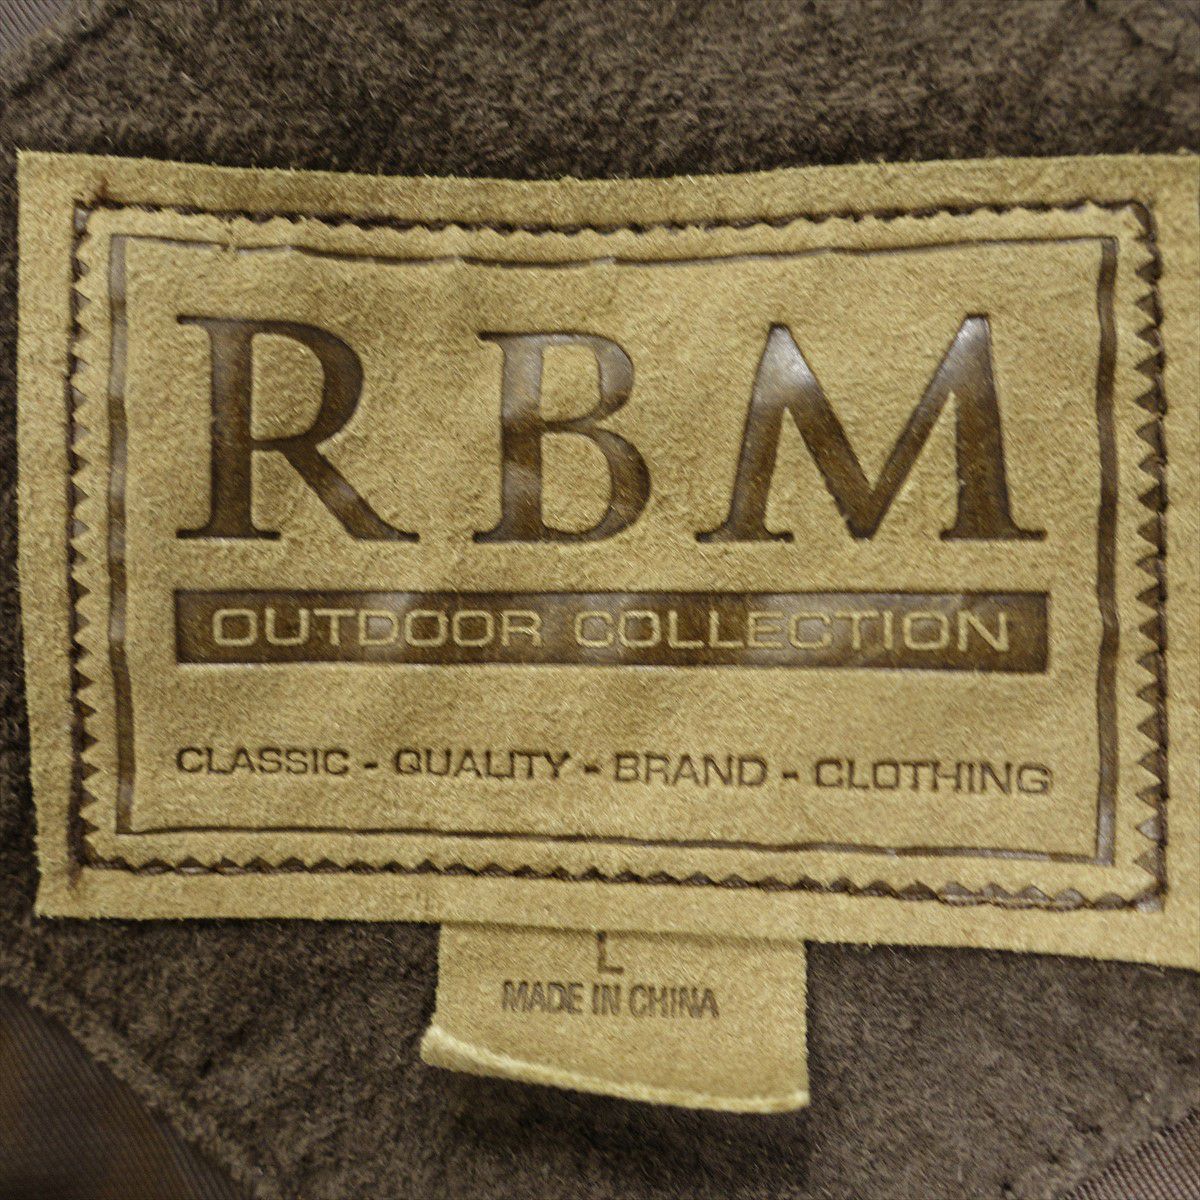 RBM
OUTDOOR COLLECTION
CLASSIC - QUALITY - BRAND - CLOTHING
L
MADE IN CHINA